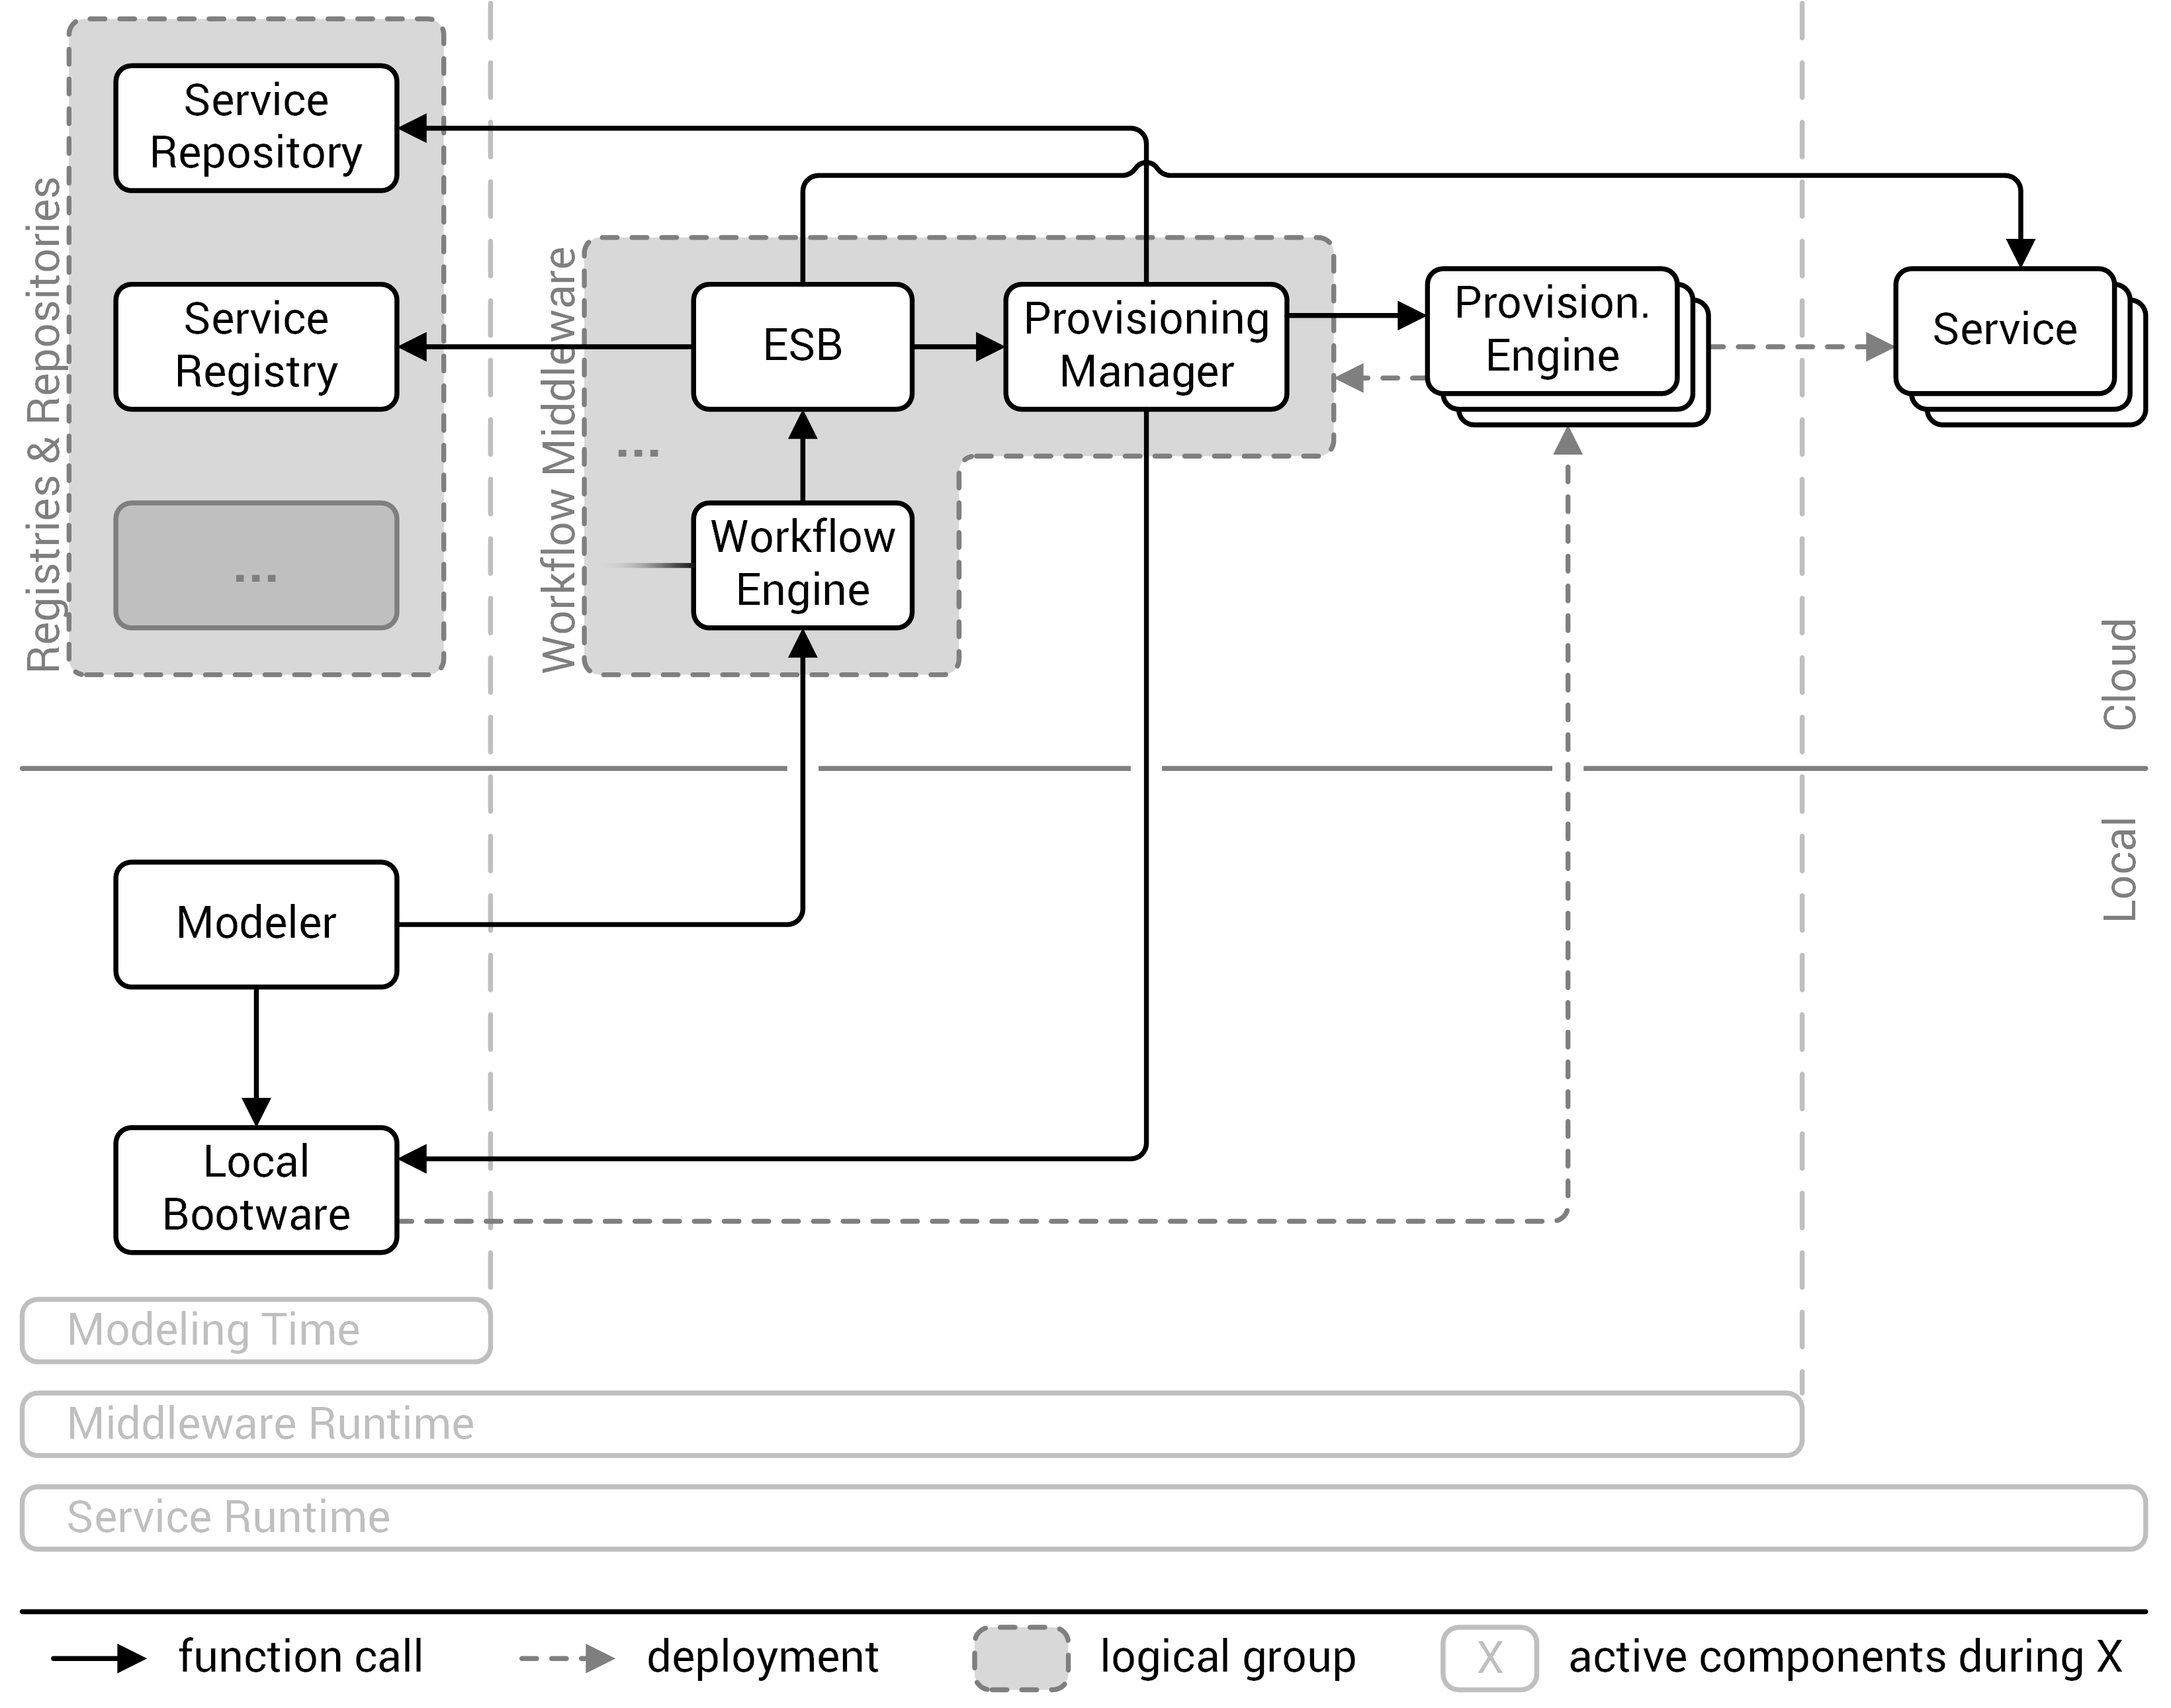 Registries & Repositories
Service
Repository
Service
Registry
...
Workflow Middleware
ESB
Provisioning
Manager
...
Workflow
Engine
Provision.
Engine
Service
Cloud
Local
Modeler
Local
Bootware
Modeling Time
Middleware Runtime
Service Runtime
function call
deployment
logical group
X
active components during X